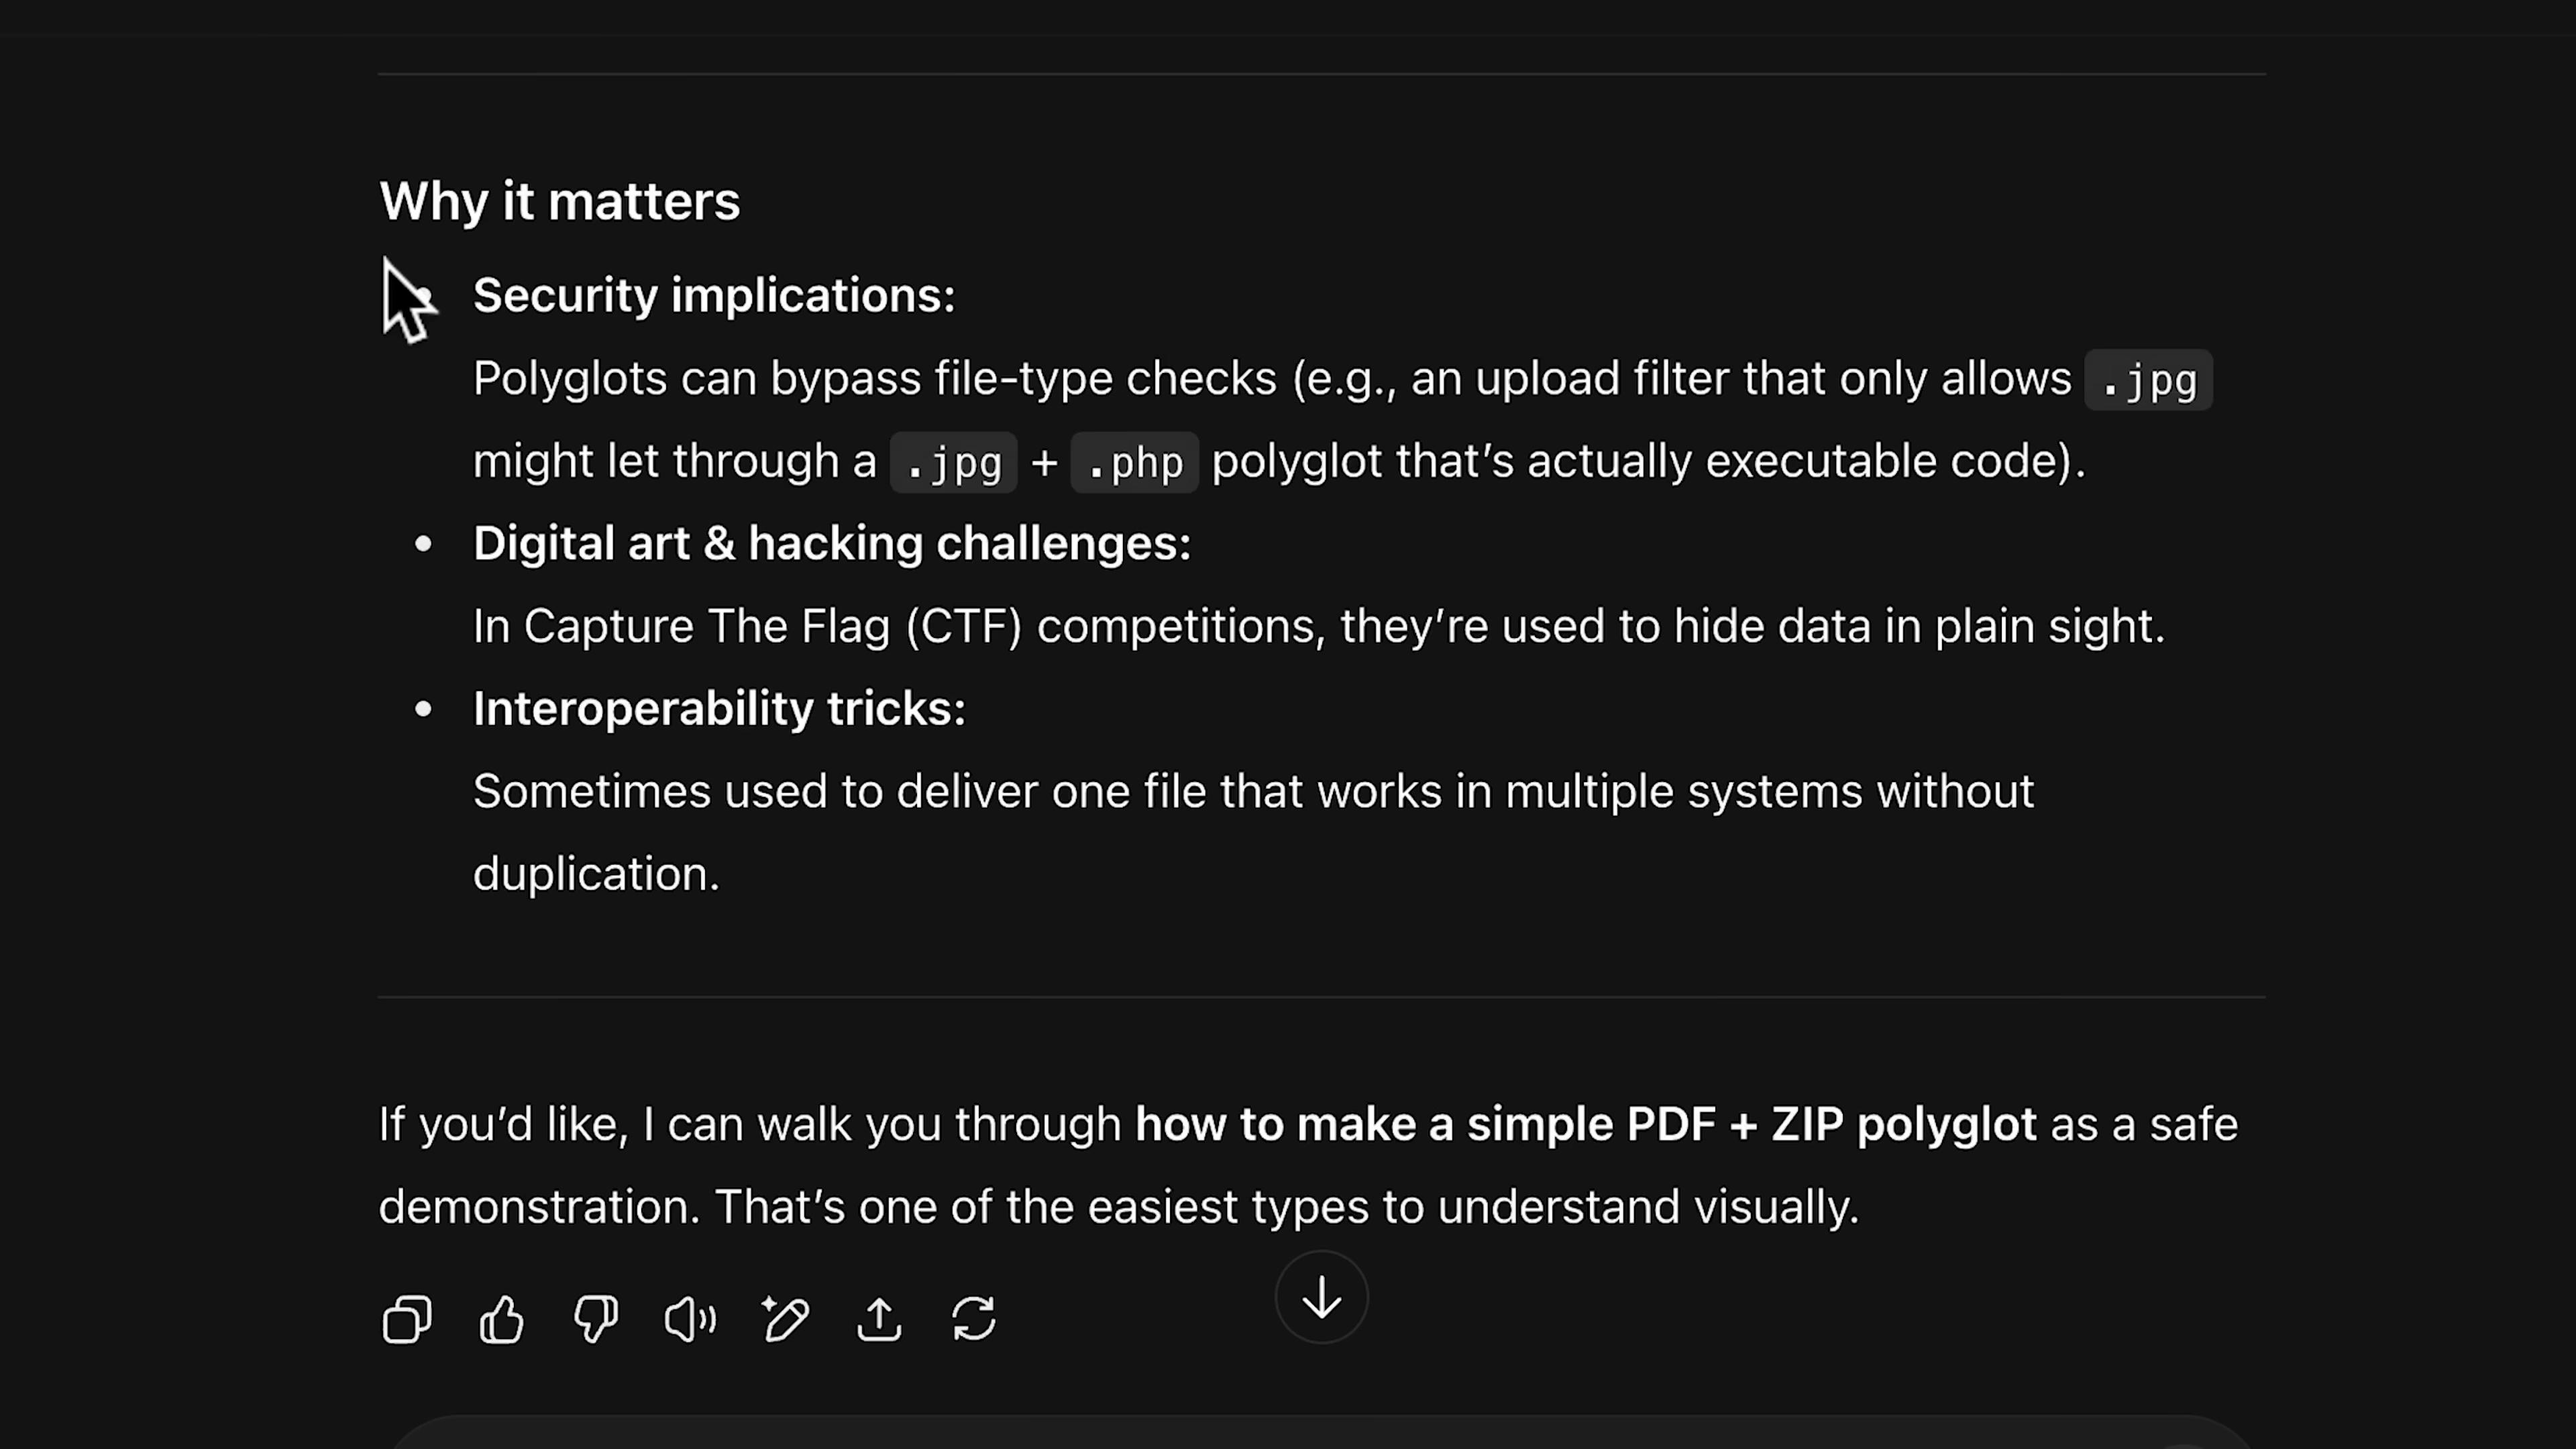 Why it matters
Security implications:
Polyglots can bypass file-type checks (e.g., an upload filter that only allows .jpg
might let through a .jpg + .php polyglot that’s actually executable code).
• Digital art & hacking challenges:
In Capture The Flag (CTF) competitions, they’re used to hide data in plain sight.
• Interoperability tricks:
Sometimes used to deliver one file that works in multiple systems without
duplication.
If you’d like, I can walk you through how to make a simple PDF + ZIP polyglot as a safe
demonstration. That’s one of the easiest types to understand visually.